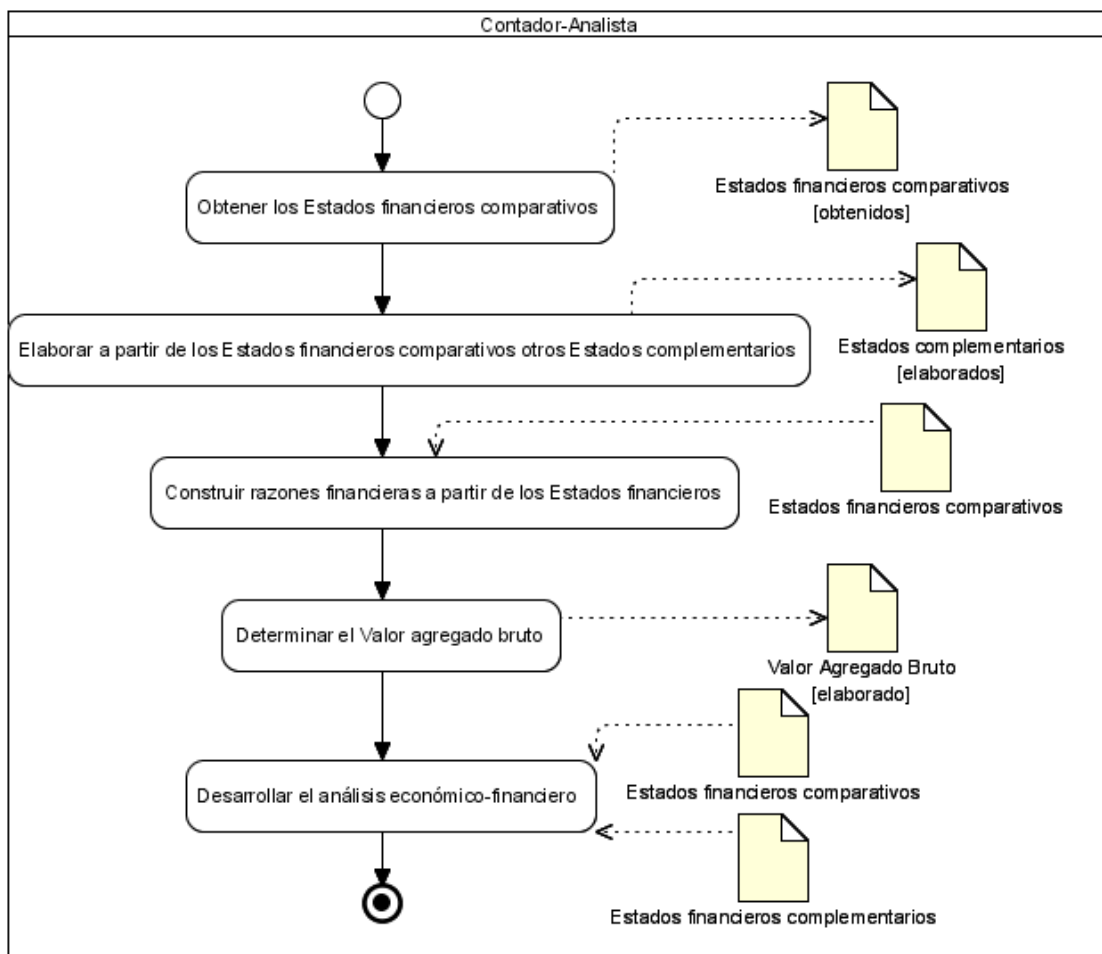 Contador-Analista
Obtener los Estados financieros comparativos
Estados financieros comparativos
[obtenidos]
Elaborar a partir de los Estados financieros comparativos otros Estados complementarios
Estados complementarios
[elaborados]
Construir razones financieras a partir de los Estados financieros
Estados financieros comparativos
Determinar el Valor agregado bruto
Valor Agregado Bruto
[elaborado]
Desarrollar el análisis económico-financiero
Estados financieros comparativos
Estados financieros complementarios